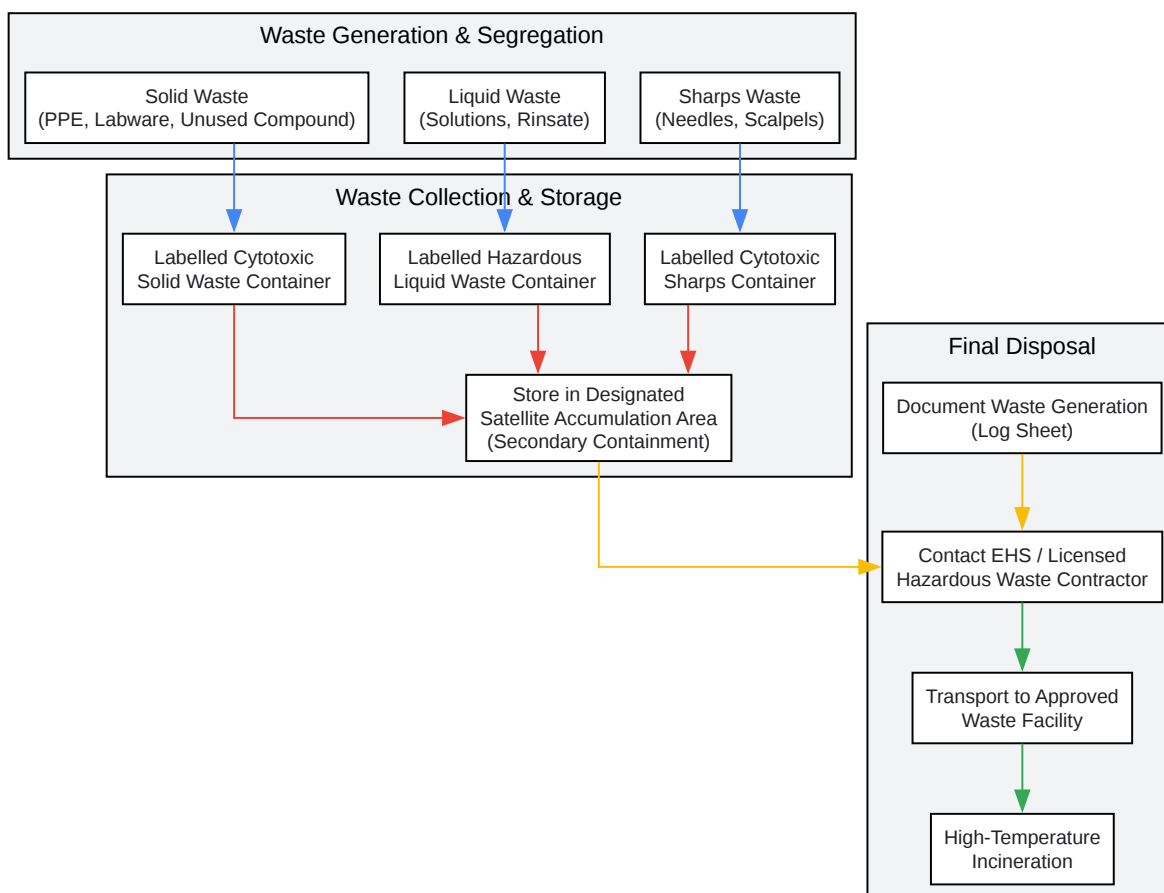 Waste Generation & Segregation
Solid Waste
(PPE, Labware, Unused Compound)
Liquid Waste
(Solutions, Rinsate)
Sharps Waste
(Needles, Scalpels)
Waste Collection & Storage
Labelled Cytotoxic
Solid Waste Container
Labelled Hazardous
Liquid Waste Container
Labelled Cytotoxic
Sharps Container
Store in Designated
Satellite Accumulation Area
(Secondary Containment)
Final Disposal
Document Waste Generation
(Log Sheet)
Contact EHS / Licensed
Hazardous Waste Contractor
Transport to Approved
Waste Facility
High-Temperature
Incineration